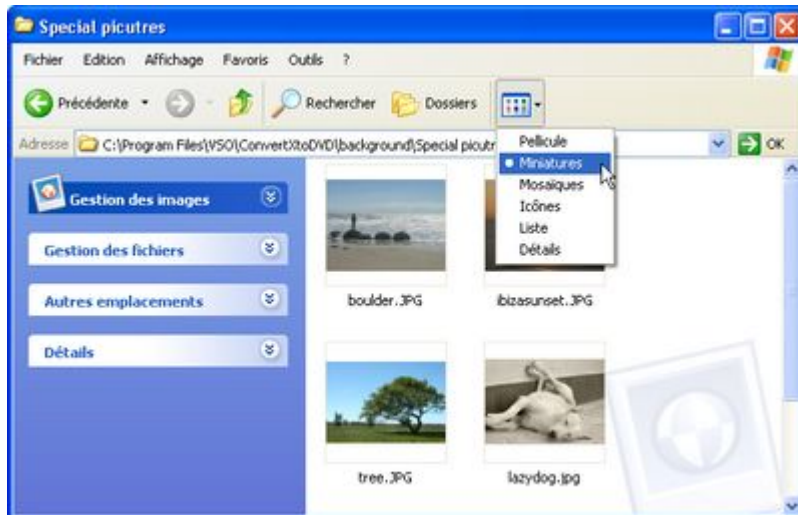 Special picutres
Fichier Edition Affichage Favoris Outils ?
Précédente Rechercher Dossiers
Adresse C:\Program Files\VSO\ConvertXtoDVD\background\Special picutr OK
Pellicule
Miniatures
Mosaïques
Icônes
Liste
Détails
Gestion des images
Gestion des fichiers
Autres emplacements
Détails
boulder.JPG ibizasunset.JPG
tree.JPG lazydog.jpg